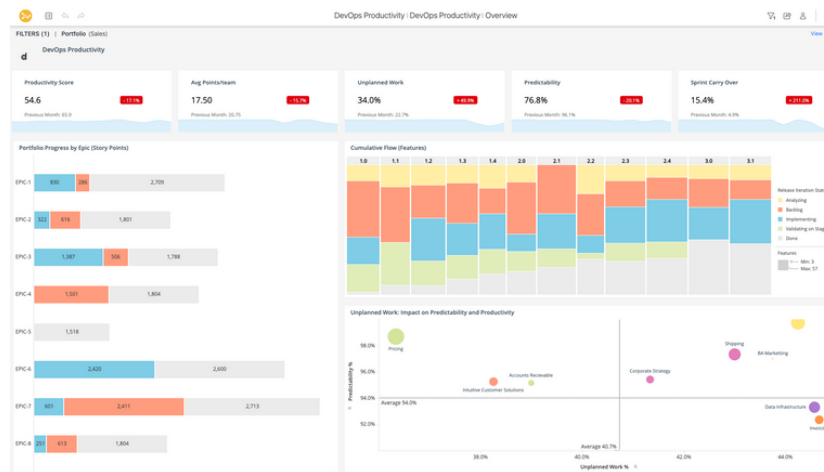 DevOps Productivity | DevOps Productivity | Overview
FILTERS (1) | Portfolio (Sales)
View
d
DevOps Productivity
Productivity Score
54.6
- 17.1%
Previous Month: 65.9
Avg Points/team
17.50
- 15.7%
Previous Month: 20.75
Unplanned Work
34.0%
+ 49.9%
Previous Month: 22.7%
Predictability
76.8%
- 20.1%
Previous Month: 96.1%
Sprint Carry Over
15.4%
+ 211.0%
Previous Month: 4.9%
Portfolio Progress by Epic (Story Points)
EPIC-1 930 286 2,709
EPIC-2 322 616 1,801
EPIC-3 1,387 506 1,788
EPIC-4 1,501 1,804
EPIC-5 1,518
EPIC-6 2,420 2,600
EPIC-7 601 2,411 2,713
EPIC-8 251 613 1,804
Cumulative Flow (Features)
1.0 1.1 1.2 1.3 1.4 2.0 2.1 2.2 2.3 2.4 3.0 3.1
Release Iteration Stat
Analyzing
Backlog
Implementing
Validating on Stag
Done
Features
Min: 3
Max: 57
Unplanned Work: Impact on Predictability and Productivity
Predictability %
98.0%
96.0%
94.0%
92.0%
Pricing
Intuitive Customer Solutions
Accounts Recievable
Corporate Strategy
Shipping
BA-Marketing
Data Infrastructure
Invoici
Average 94.0%
Average 40.7%
38.0% 40.0% 42.0% 44.0%
Unplanned Work %